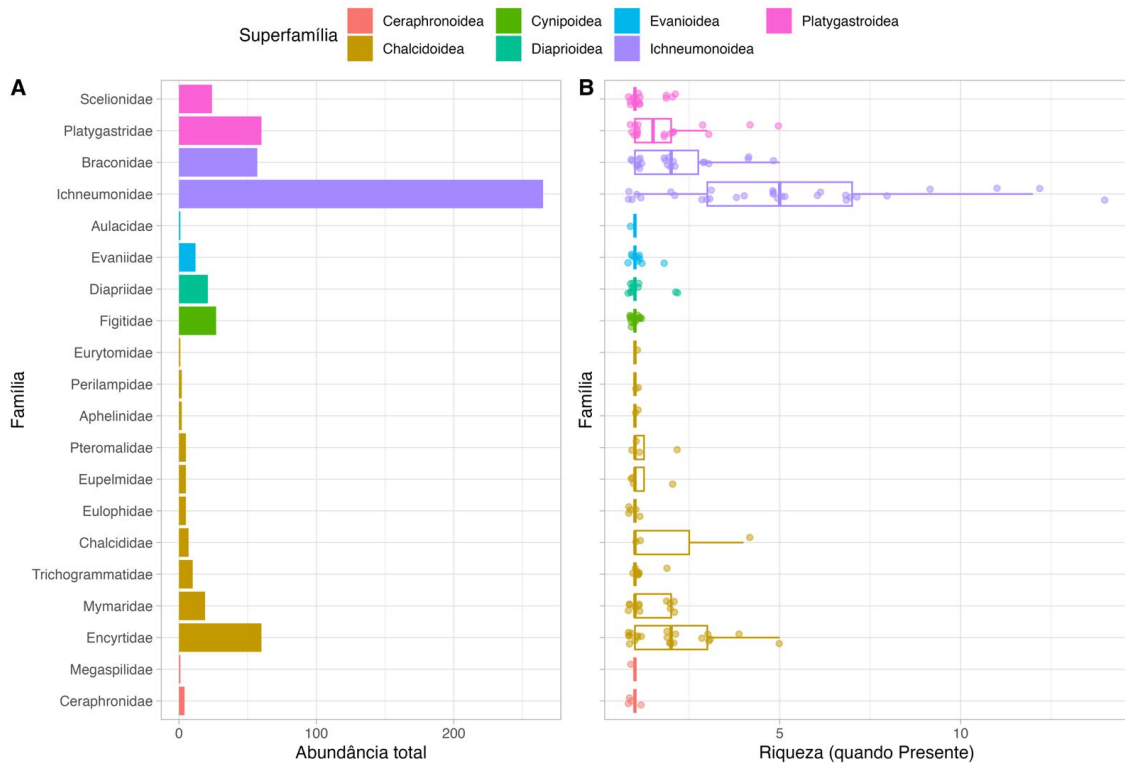 Superfamília
Ceraphronoidea
Cynipoidea
Evanioidea
Platygastroidea
Chalcidoidea
Diaprioidea
Ichneumonoidea
A
Família
Scelionidae
Platygastridae
Braconidae
Ichneumonidae
Aulacidae
Evaniidae
Diapriidae
Figitidae
Eurytomidae
Perilampidae
Aphelinidae
Pteromalidae
Eupelmidae
Eulophidae
Chalcididae
Trichogrammatidae
Mymaridae
Encyrtidae
Megaspilidae
Ceraphronidae
0 100 200
Abundância total
B
Família
5 10
Riqueza (quando Presente)